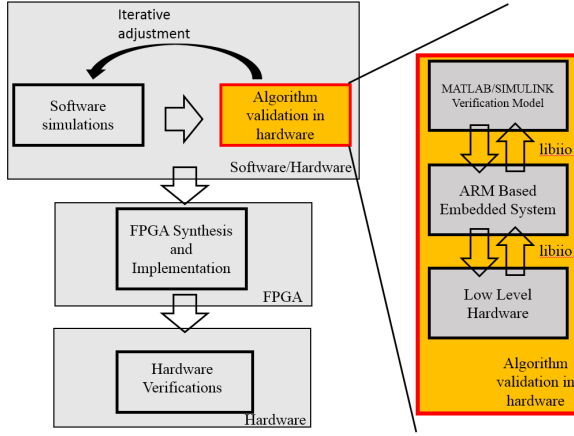 Iterative
adjustment
Software
simulations
Algorithm
validation in
hardware
Software/Hardware
FPGA Synthesis
and
Implementation
FPGA
Hardware
Verifications
Hardware
MATLAB/SIMULINK
Verification Model
libiio
ARM Based
Embedded System
libiio
Low Level
Hardware
Algorithm
validation in
hardware